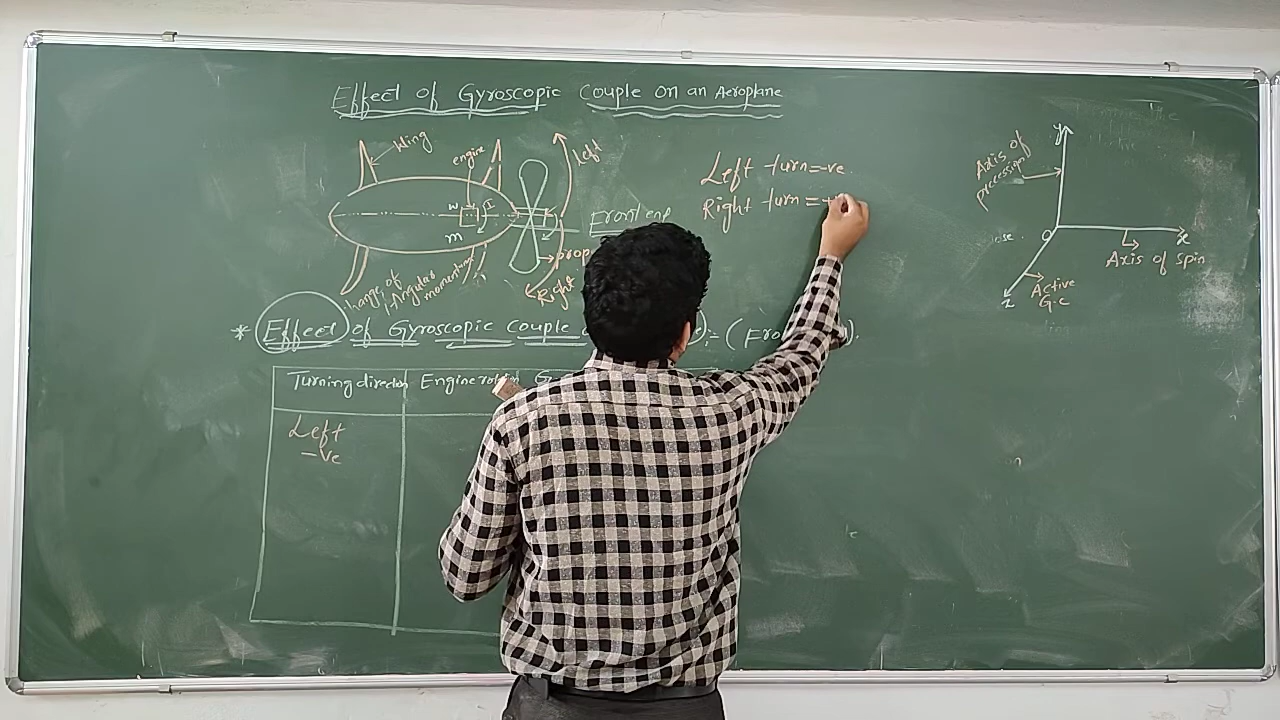 Effect of Gyroscopic Couple on an Aeroplane
Wing
engine
Left
w
I
m
Front end
prop
Right
change of Angular momentum
Left turn = -ve
Right turn =
y
Axis of precession
O
x
Axis of spin
z
Active
G.C
* Effect of Gyroscopic Couple
Turning direction
Engine
Left
-ve